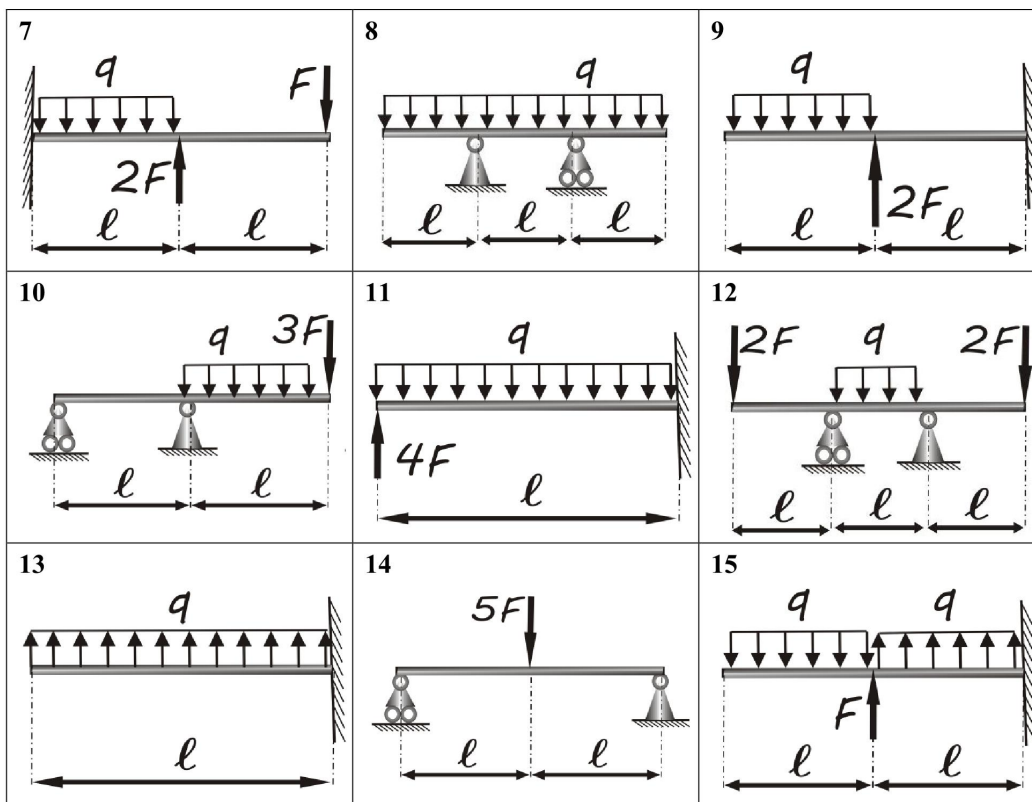 7
q
F
2F
ℓ ℓ
8
q
ℓ ℓ ℓ
9
q
2F
ℓ ℓ
10
3F
q
ℓ ℓ
11
q
4F
ℓ
12
2F q 2F
ℓ ℓ ℓ
13
q
ℓ
14
5F
ℓ ℓ
15
q q
F
ℓ ℓ